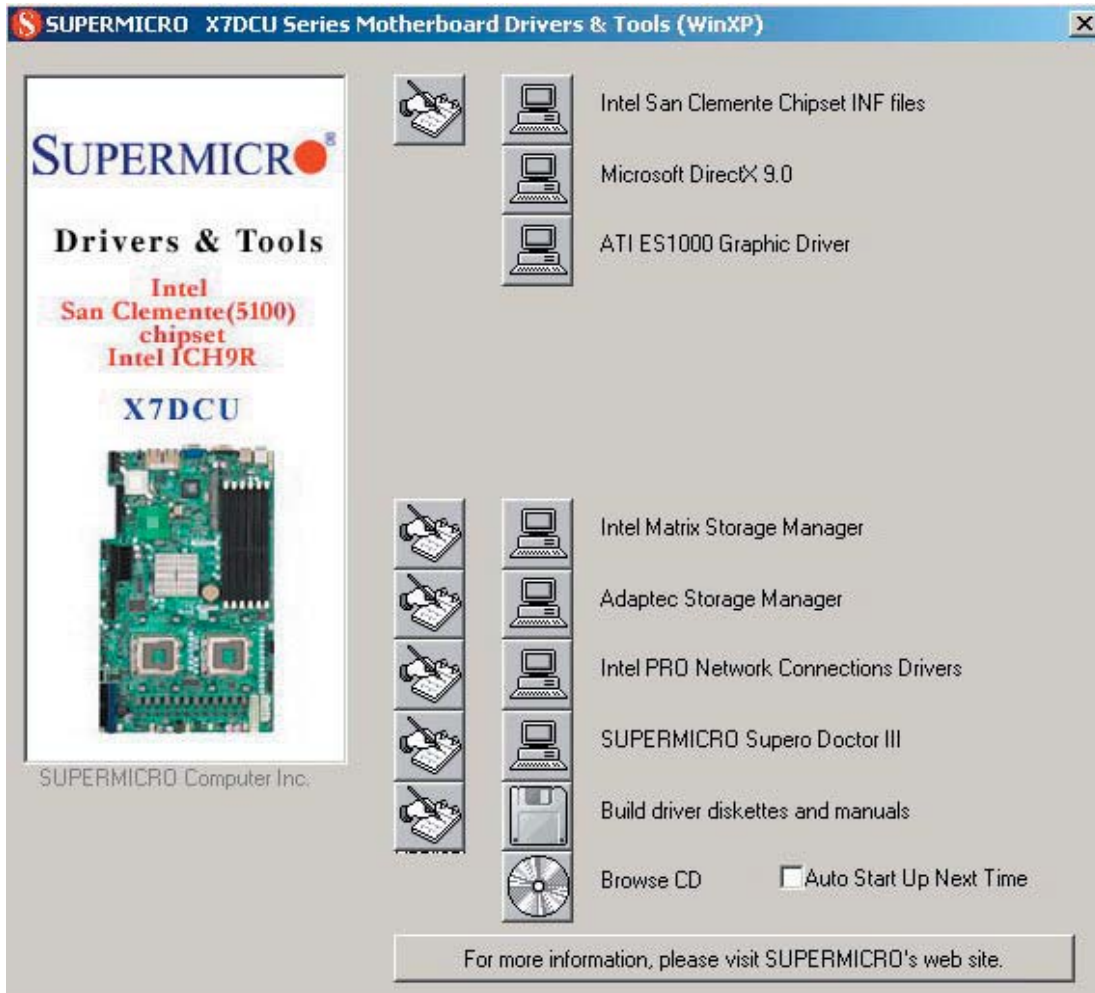 SUPERMICRO X7DCU Series Motherboard Drivers & Tools (WinXP)
SUPERMICRO®
Drivers & Tools
Intel
San Clemente(5100)
chipset
Intel ICH9R
X7DCU
SUPERMICRO Computer Inc.
Intel San Clemente Chipset INF files
Microsoft DirectX 9.0
ATI ES1000 Graphic Driver
Intel Matrix Storage Manager
Adaptec Storage Manager
Intel PRO Network Connections Drivers
SUPERMICRO Supero Doctor III
Build driver diskettes and manuals
Browse CD
Auto Start Up Next Time
For more information, please visit SUPERMICRO's web site.